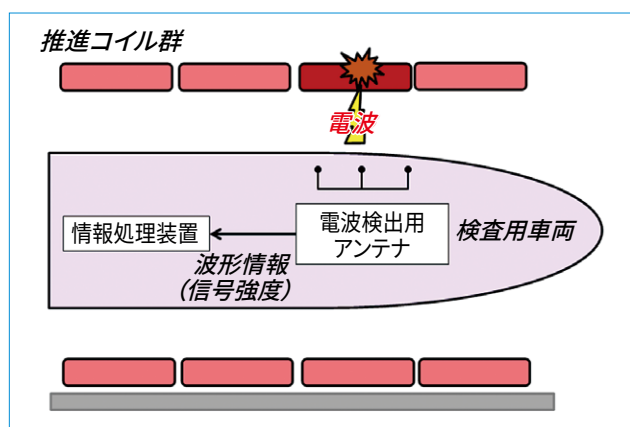 推進コイル群
電波
電波検出用
アンテナ
検査用車両
情報処理装置
波形情報
（信号強度）